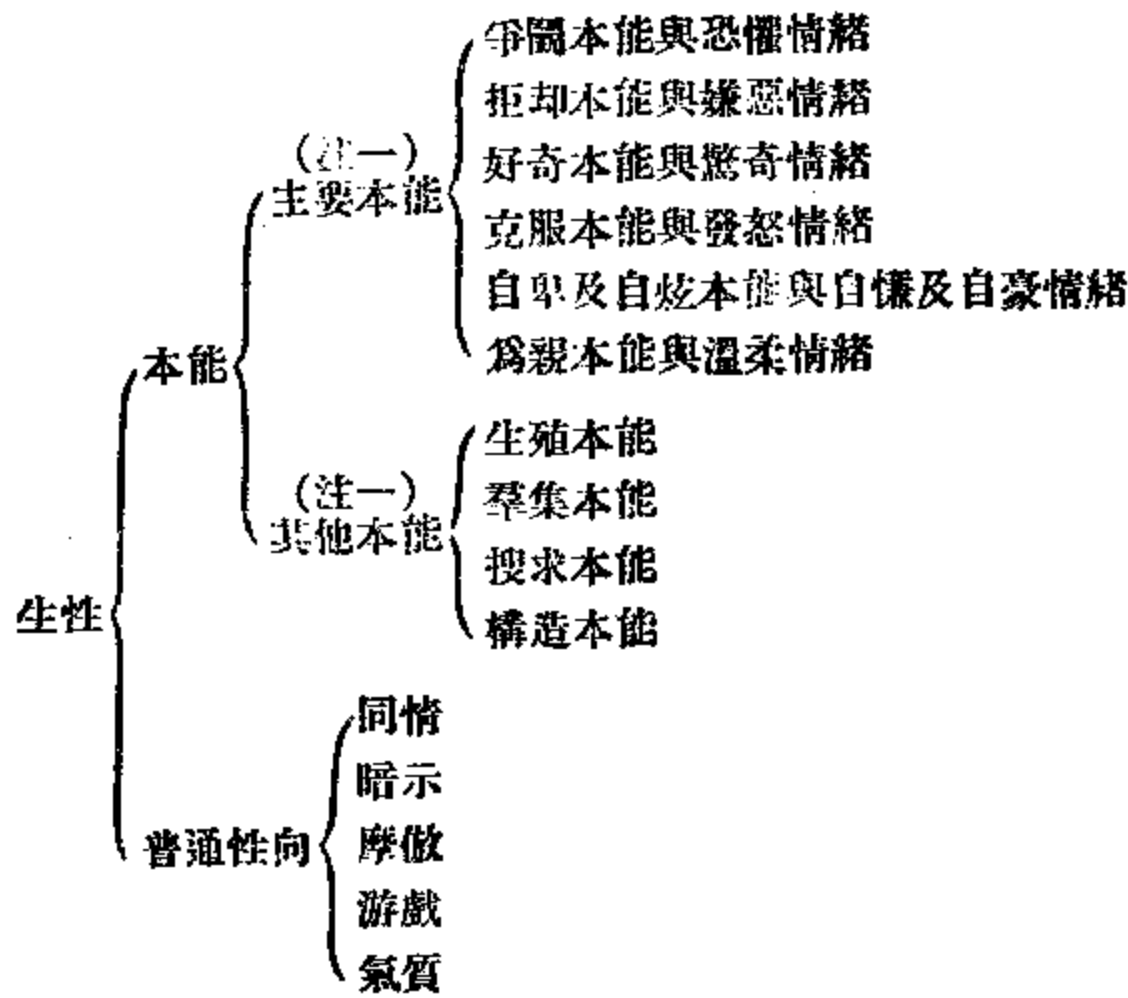 生性
本能
(注一)
主要本能
爭鬭本能與恐懼情緒
拒却本能與嫌惡情緒
好奇本能與驚奇情緒
克服本能與發怒情緒
自卑及自炫本能與自慊及自豪情緒
爲親本能與溫柔情緒
(注一)
其他本能
生殖本能
羣集本能
搜求本能
構造本能
普通性向
同情
暗示
摩倣
游戲
氣質